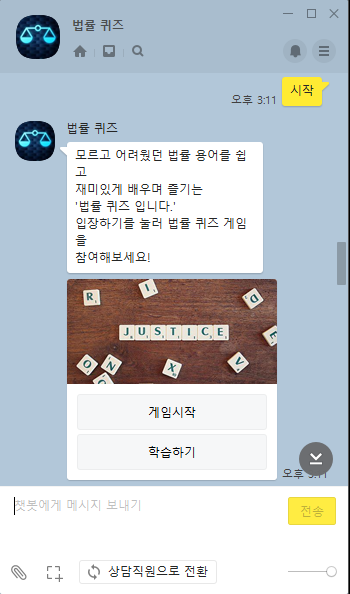 법률 퀴즈
시작
오후 3:11
법률 퀴즈
모르고 어려웠던 법률 용어를 쉽
고
재미있게 배우며 즐기는
'법률 퀴즈 입니다.'
입장하기를 눌러 법률 퀴즈 게임
을
참여해보세요!
R I D
JUSTICE
E
O N X V
C
게임시작
학습하기
오후
챗봇에게 메시지 보내기
전송
상담직원으로 전환